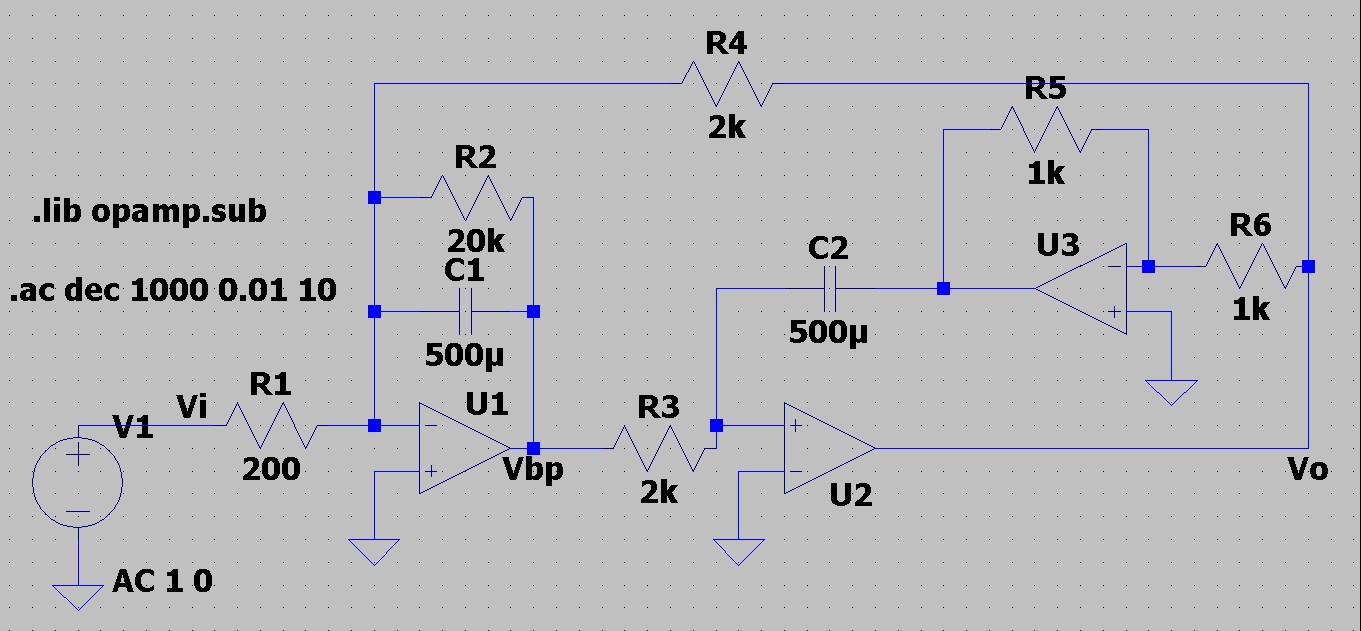 R4
2k
R5
1k
R2
20k
.lib opamp.sub
R6
1k
U3
C2
500µ
C1
500µ
.ac dec 1000 0.01 10
R1
200
Vi
V1
U1
Vbp
R3
2k
U2
Vo
AC 1 0